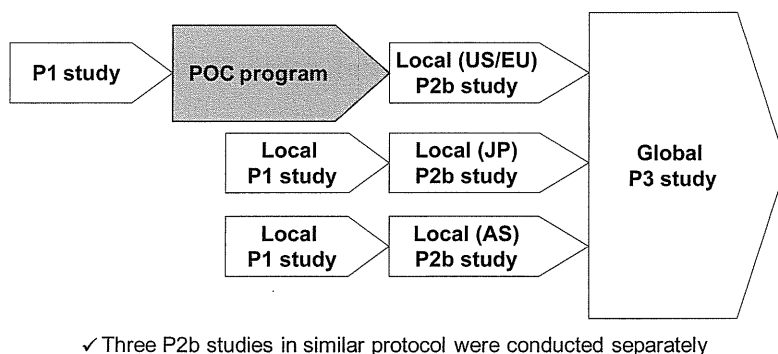 P1 study
POC program
Local (US/EU)
P2b study
Local
P1 study
Local (JP)
P2b study
Global
P3 study
Local
P1 study
Local (AS)
P2b study
✓ Three P2b studies in similar protocol were conducted separately